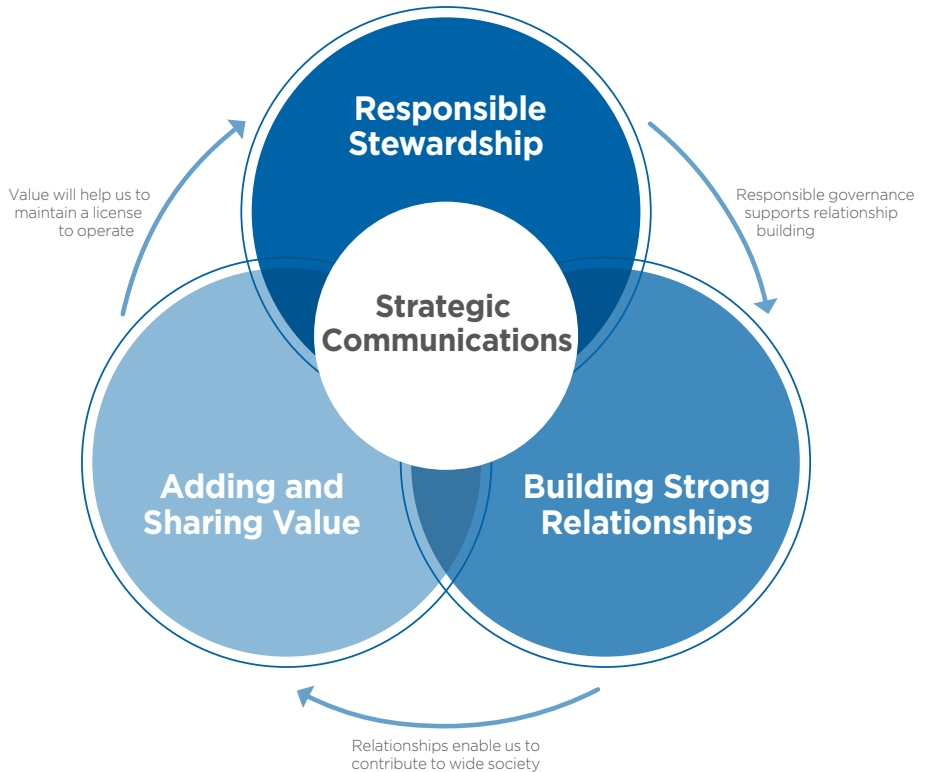 Responsible
Stewardship
Value will help us to
maintain a license
to operate
Responsible governance
supports relationship
building
Strategic
Communications
Adding and
Sharing Value
Building Strong
Relationships
Relationships enable us to
contribute to wide society